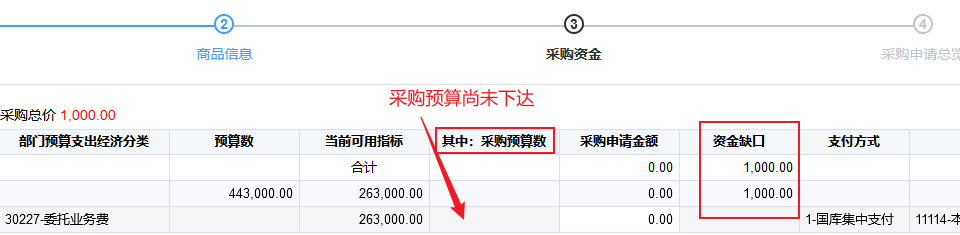 2 3 4
商品信息 采购资金 采购申请总览
采购预算尚未下达
采购总价 1,000.00
部门预算支出经济分类 预算数 当前可用指标 其中：采购预算数 采购申请金额 资金缺口 支付方式
合计 0.00 1,000.00
443,000.00 263,000.00 0.00 1,000.00
30227-委托业务费 263,000.00 0.00 1-国库集中支付 11114-本